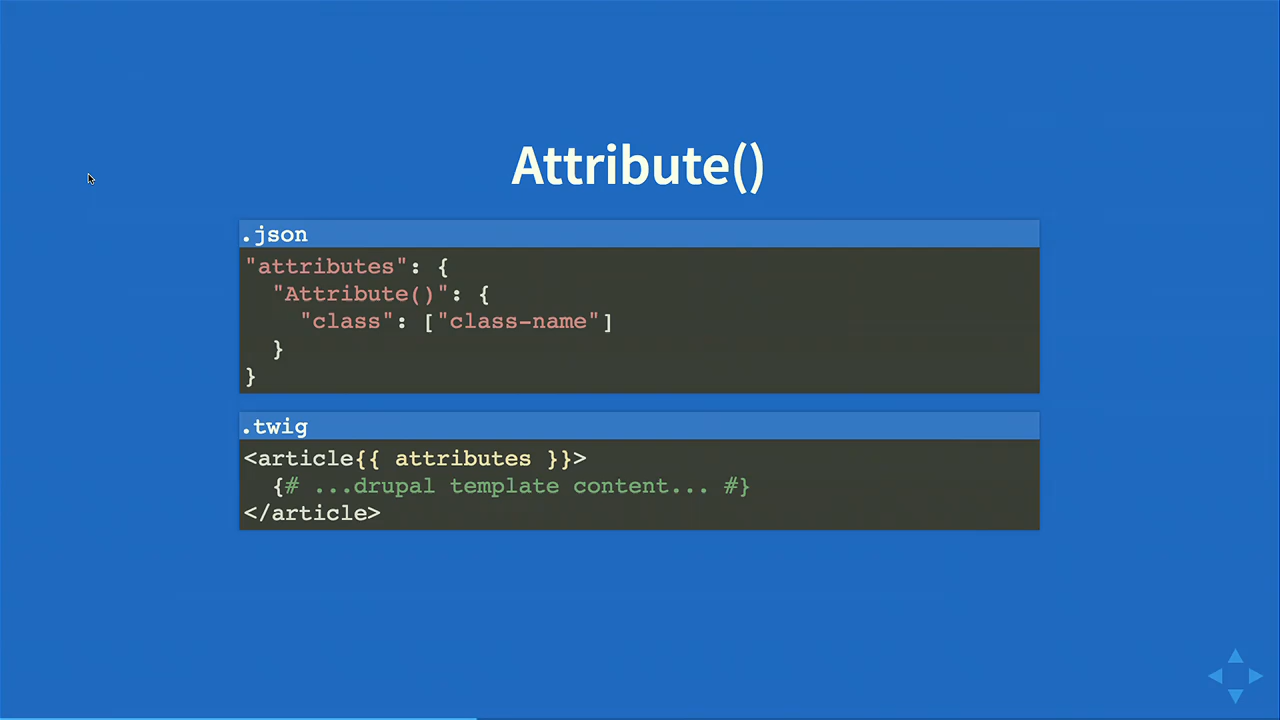 Attribute()
.json
"attributes": {
  "Attribute()": {
    "class": ["class-name"]
  }
}
.twig
<article{{ attributes }}>
  {# ...drupal template content... #}
</article>